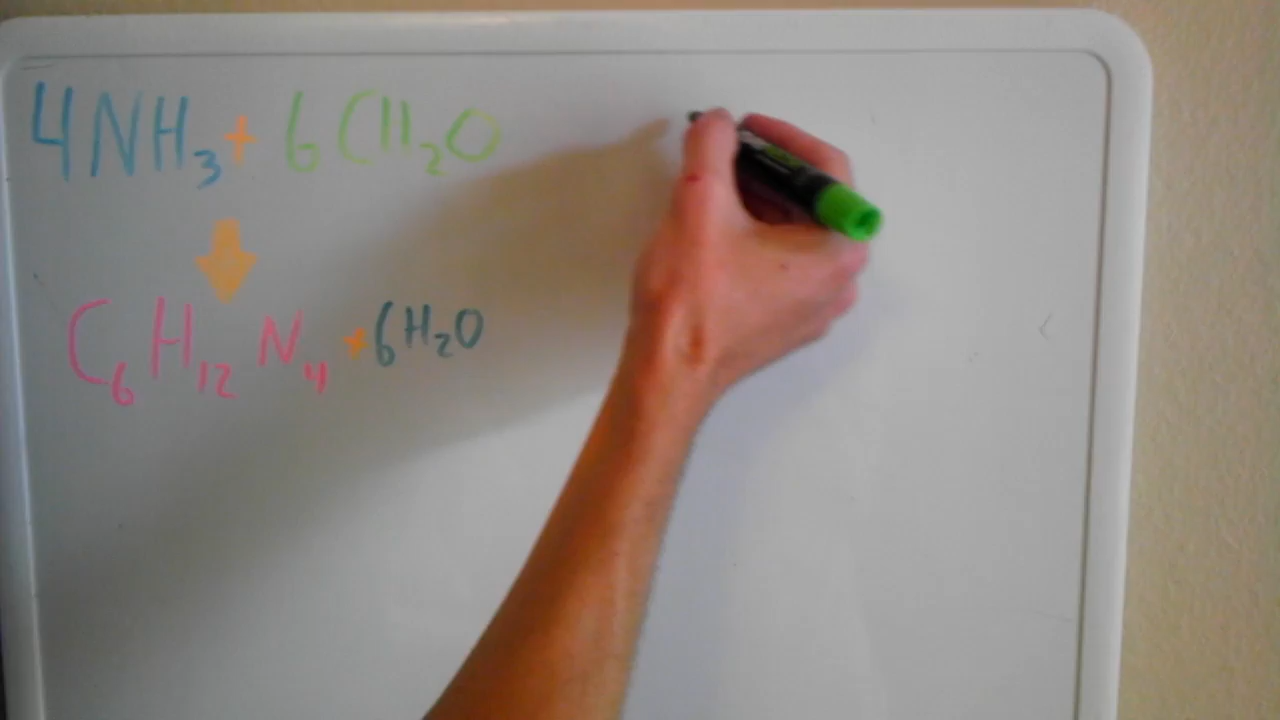 4NH₃ + 6CH₂O
C₆H₁₂N₄ + 6H₂O